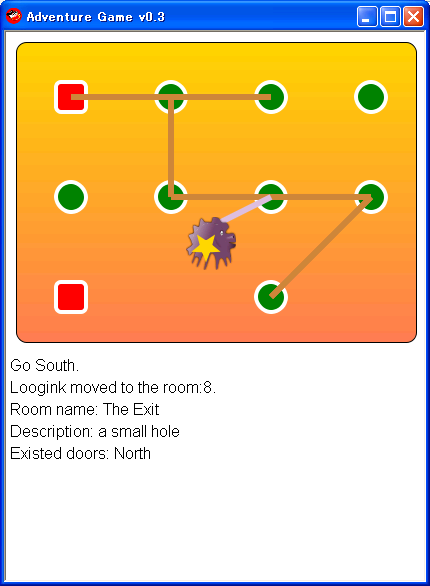 Adventure Game v0.3
Go South.
Loogink moved to the room:8.
Room name: The Exit
Description: a small hole
Existed doors: North